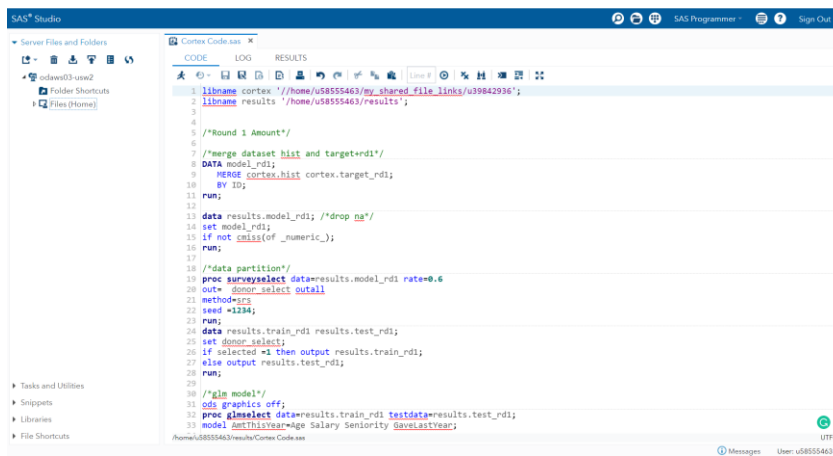 SAS® Studio
SAS Programmer
Sign Out
Server Files and Folders
odaws03-usw2
Folder Shortcuts
Files (Home)
Tasks and Utilities
Snippets
Libraries
File Shortcuts
Cortex Code.sas ×
CODE LOG RESULTS
Line #
1 libname cortex '//home/u58555463/my_shared_file_links/u39842936';
2 libname results '/home/u58555463/results';
3
4
5 /*Round 1 Amount*/
6
7 /*merge dataset hist and target+rd1*/
8 DATA model_rd1;
9 MERGE cortex.hist cortex.target_rd1;
10 BY ID;
11 run;
12
13 data results.model_rd1; /*drop na*/
14 set model_rd1;
15 if not cmiss(of _numeric_);
16 run;
17
18 /*data partition*/
19 proc surveyselect data=results.model_rd1 rate=0.6
20 out= donor_select outall
21 method=srs
22 seed =1234;
23 run;
24 data results.train_rd1 results.test_rd1;
25 set donor_select;
26 if selected =1 then output results.train_rd1;
27 else output results.test_rd1;
28 run;
29
30 /*glm model*/
31 ods graphics off;
32 proc glmselect data=results.train_rd1 testdata=results.test_rd1;
33 model AmtThisYear=Age Salary Seniority GaveLastYear;
/home/u58555463/results/Cortex Code.sas
UTF
Messages User: u58555463